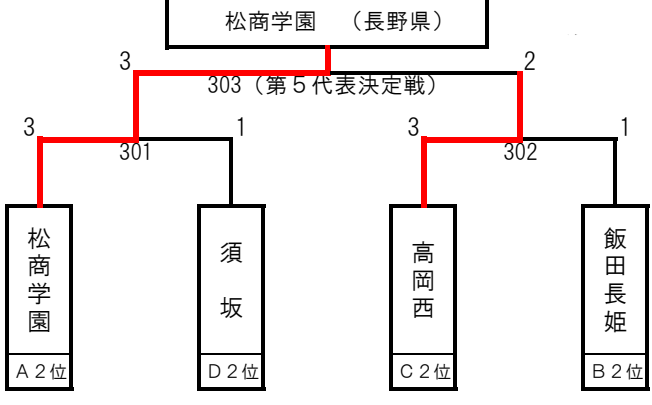 松商学園　（長野県）
3
2
303（第５代表決定戦）
3
1
3
1
301
302
松商学園
須坂
高岡西
飯田長姫
Ａ２位
Ｄ２位
Ｃ２位
Ｂ２位